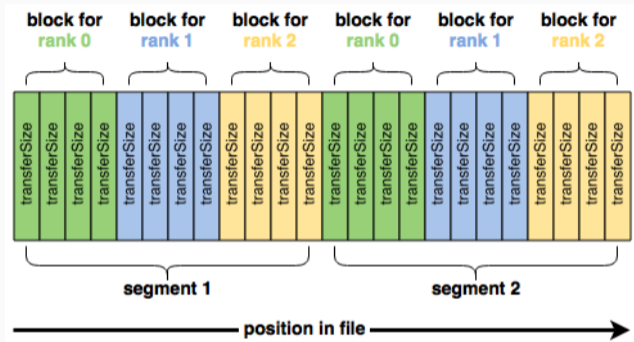 block for block for block for block for block for block for
rank 0 rank 1 rank 2 rank 0 rank 1 rank 2
transferSize transferSize transferSize transferSize transferSize transferSize transferSize transferSize transferSize transferSize transferSize transferSize transferSize transferSize transferSize transferSize transferSize transferSize transferSize transferSize transferSize transferSize transferSize transferSize
segment 1 segment 2
position in file